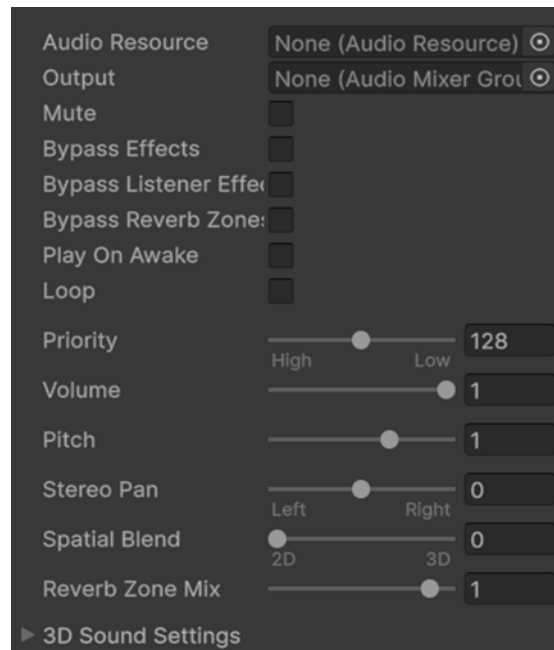 Audio Resource None (Audio Resource)
Output None (Audio Mixer Grou
Mute
Bypass Effects
Bypass Listener Effec
Bypass Reverb Zones
Play On Awake
Loop
Priority 128
High Low
Volume 1
Pitch 1
Stereo Pan 0
Left Right
Spatial Blend 0
2D 3D
Reverb Zone Mix 1
3D Sound Settings